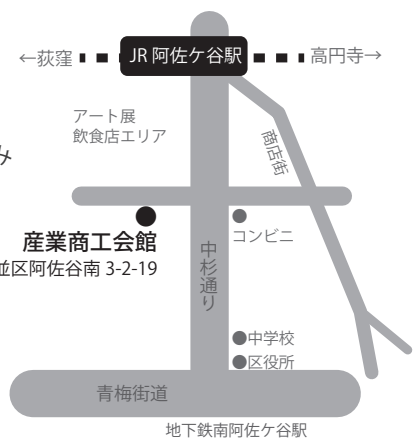 JR 阿佐ケ谷駅
←荻窪
高円寺→
アート展
飲食店エリア
商店街
み
産業商工会館
並区阿佐谷南 3-2-19
コンビニ
中杉通り
●中学校
●区役所
青梅街道
地下鉄南阿佐ケ谷駅